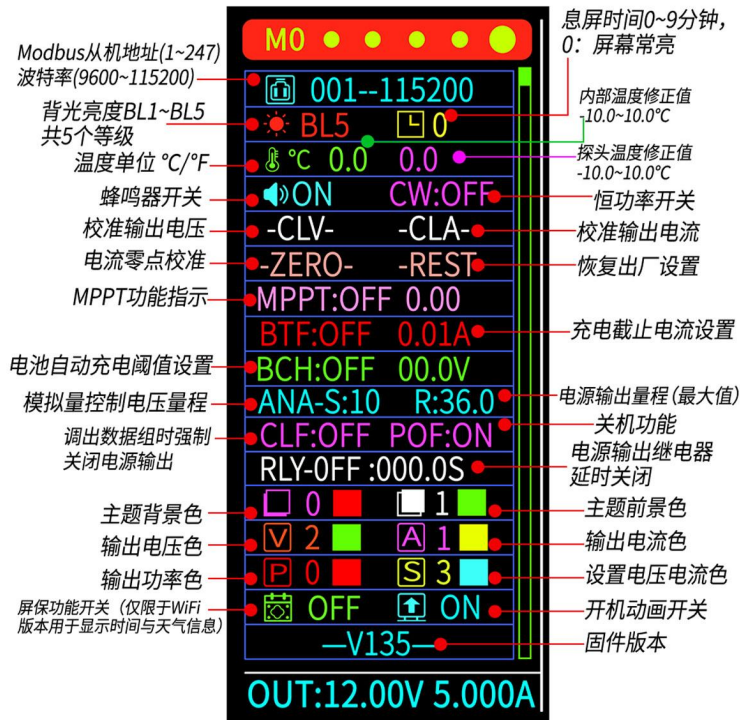 息屏时间0~9分钟，
0：屏幕常亮
M0
Modbus从机地址(1~247)
波特率(9600~115200)
001--115200
背光亮度BL1~BL5
共5个等级
BL5 0
内部温度修正值
-10.0~10.0℃
温度单位 ℃/℉
℃ 0.0 0.0
探头温度修正值
-10.0~10.0℃
蜂鸣器开关
ON CW:OFF
恒功率开关
校准输出电压
-CLV- -CLA-
校准输出电流
电流零点校准
-ZERO- -REST
恢复出厂设置
MPPT功能指示
MPPT:OFF 0.00
BTF:OFF 0.01A
充电截止电流设置
电池自动充电阈值设置
BCH:OFF 00.0V
模拟量控制电压量程
ANA-S:10 R:36.0
电源输出量程(最大值)
调出数据组时强制
关闭电源输出
CLF:OFF POF:ON
关机功能
RLY-0FF :000.0S
电源输出继电器
延时关闭
主题背景色
0 1
主题前景色
输出电压色
V 2 A 1
输出电流色
输出功率色
P 0 S 3
设置电压电流色
屏保功能开关（仅限于WiFi
版本用于显示时间与天气信息）
OFF ON
开机动画开关
—V135—
固件版本
OUT:12.00V 5.000A